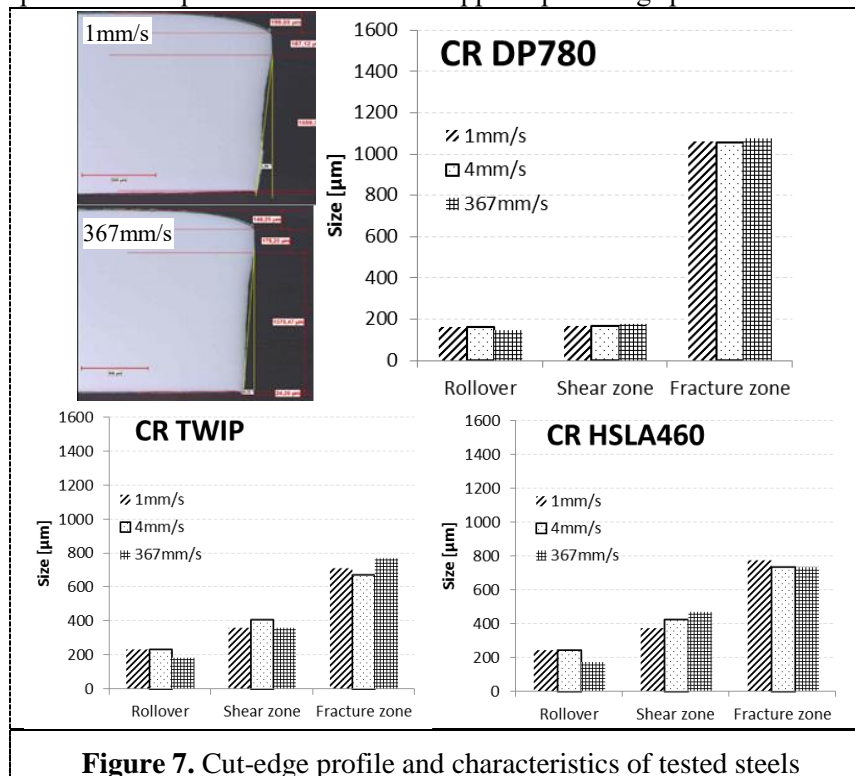 1mm/s
367mm/s
CR DP780
1600
1400
1200
1000
800
600
400
200
0
Size [µm]
1mm/s
4mm/s
367mm/s
Rollover Shear zone Fracture zone
CR TWIP
1600
1400
1200
1000
800
600
400
200
0
Size [µm]
1mm/s
4mm/s
367mm/s
Rollover Shear zone Fracture zone
CR HSLA460
1600
1400
1200
1000
800
600
400
200
0
Size [µm]
1mm/s
4mm/s
367mm/s
Rollover Shear zone Fracture zone
Figure 7. Cut-edge profile and characteristics of tested steels